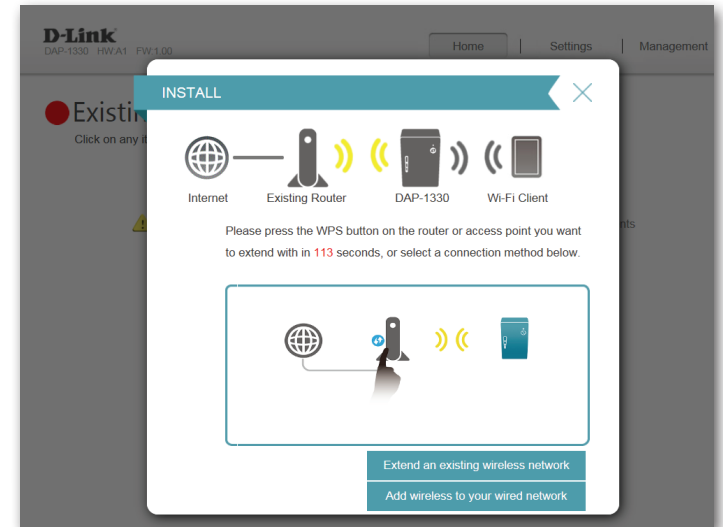 D-Link
DAP-1330 HW:A1 FW:1.00
Home
Settings
Management
INSTALL
Click on any
Internet
Existing Router
DAP-1330
Wi-Fi Client
Please press the WPS button on the router or access point you want
to extend with in 113 seconds, or select a connection method below.
Extend an existing wireless network
Add wireless to your wired network